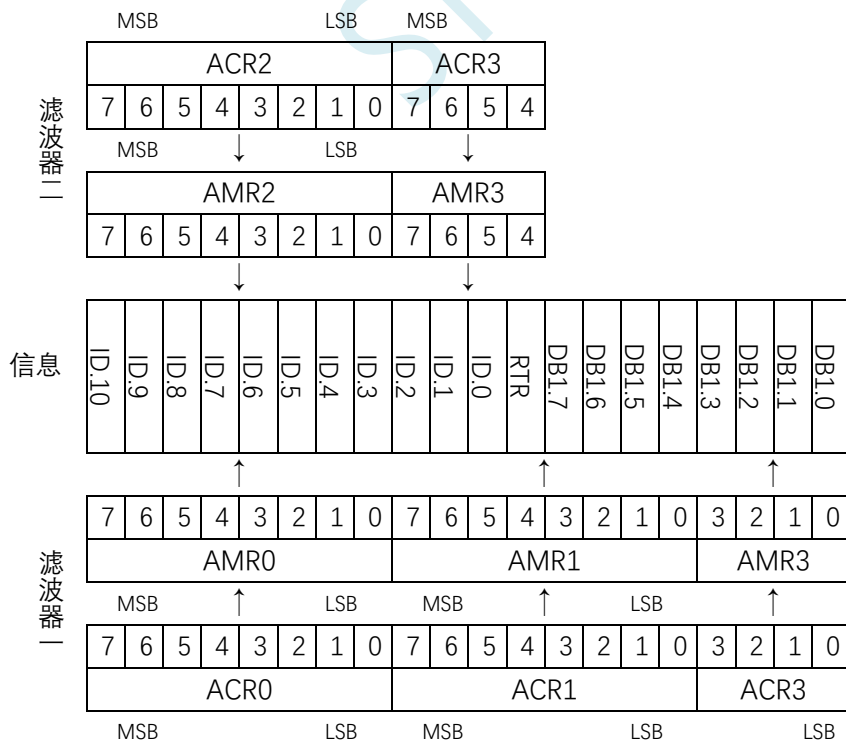 MSB LSB MSB
ACR2 ACR3
7 6 5 4 3 2 1 0 7 6 5 4
滤波器二
MSB ↓ LSB ↓
AMR2 AMR3
7 6 5 4 3 2 1 0 7 6 5 4
↓ ↓
信息
ID.10 ID.9 ID.8 ID.7 ID.6 ID.5 ID.4 ID.3 ID.2 ID.1 ID.0 RTR DB1.7 DB1.6 DB1.5 DB1.4 DB1.3 DB1.2 DB1.1 DB1.0
↑ ↑ ↑
7 6 5 4 3 2 1 0 7 6 5 4 3 2 1 0 3 2 1 0
AMR0 AMR1 AMR3
滤波器一
MSB ↑ LSB MSB ↑ LSB ↑
7 6 5 4 3 2 1 0 7 6 5 4 3 2 1 0 3 2 1 0
ACR0 ACR1 ACR3
MSB LSB MSB LSB LSB